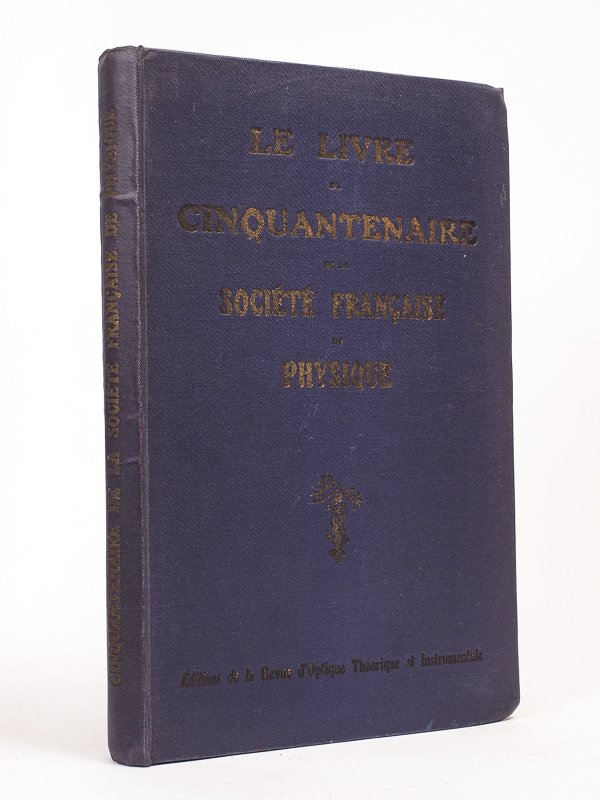 LE LIVRE
DU
CINQUANTENAIRE
DE LA
SOCIÉTÉ FRANÇAISE
DE
PHYSIQUE
Éditions de la Revue d'Optique Théorique et Instrumentale
CINQUANTENAIRE DE LA SOCIÉTÉ FRANÇAISE DE PHYSIQUE